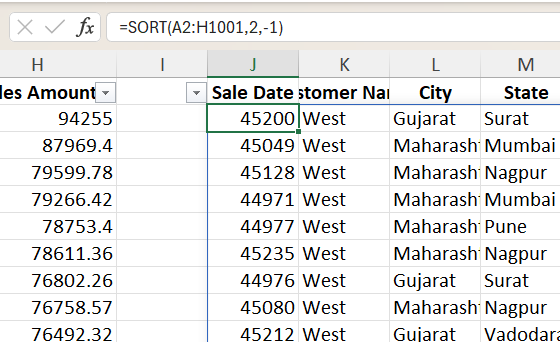 fx =SORT(A2:H1001,2,-1)
H I J K L M
les Amount Sale Date stomer Nar City State
94255 45200 West Gujarat Surat
87969.4 45049 West Maharasht Mumbai
79599.78 45128 West Maharasht Nagpur
79266.42 44971 West Maharasht Mumbai
78753.4 44977 West Maharasht Pune
78611.36 45235 West Maharasht Nagpur
76802.26 44976 West Gujarat Surat
76758.57 45080 West Maharasht Nagpur
76492.32 45212 West Gujarat Vadodara